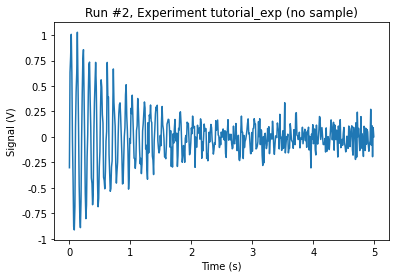 Run #2, Experiment tutorial_exp (no sample)
1
0.75
0.50
0.25
0
-0.25
-0.5
-0.75
-1
Signal (V)
0 1 2 3 4 5
Time (s)